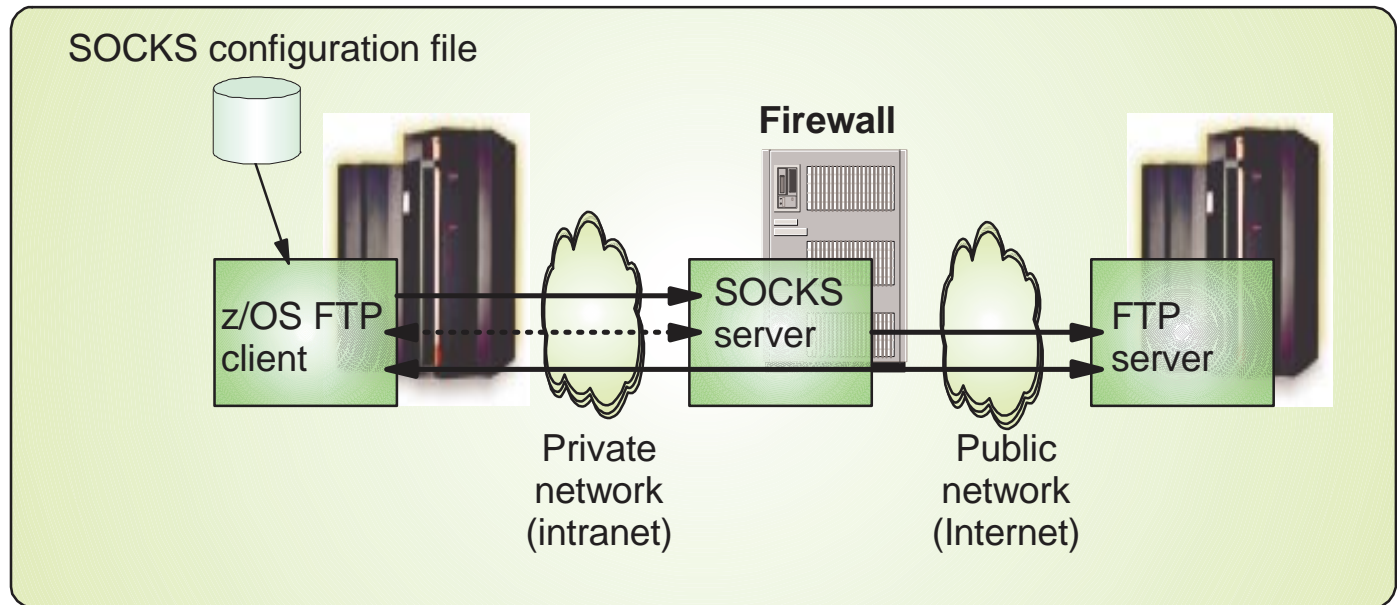 SOCKS configuration file
Firewall
z/OS FTP
client
SOCKS
server
FTP
server
Private
network
(intranet)
Public
network
(Internet)